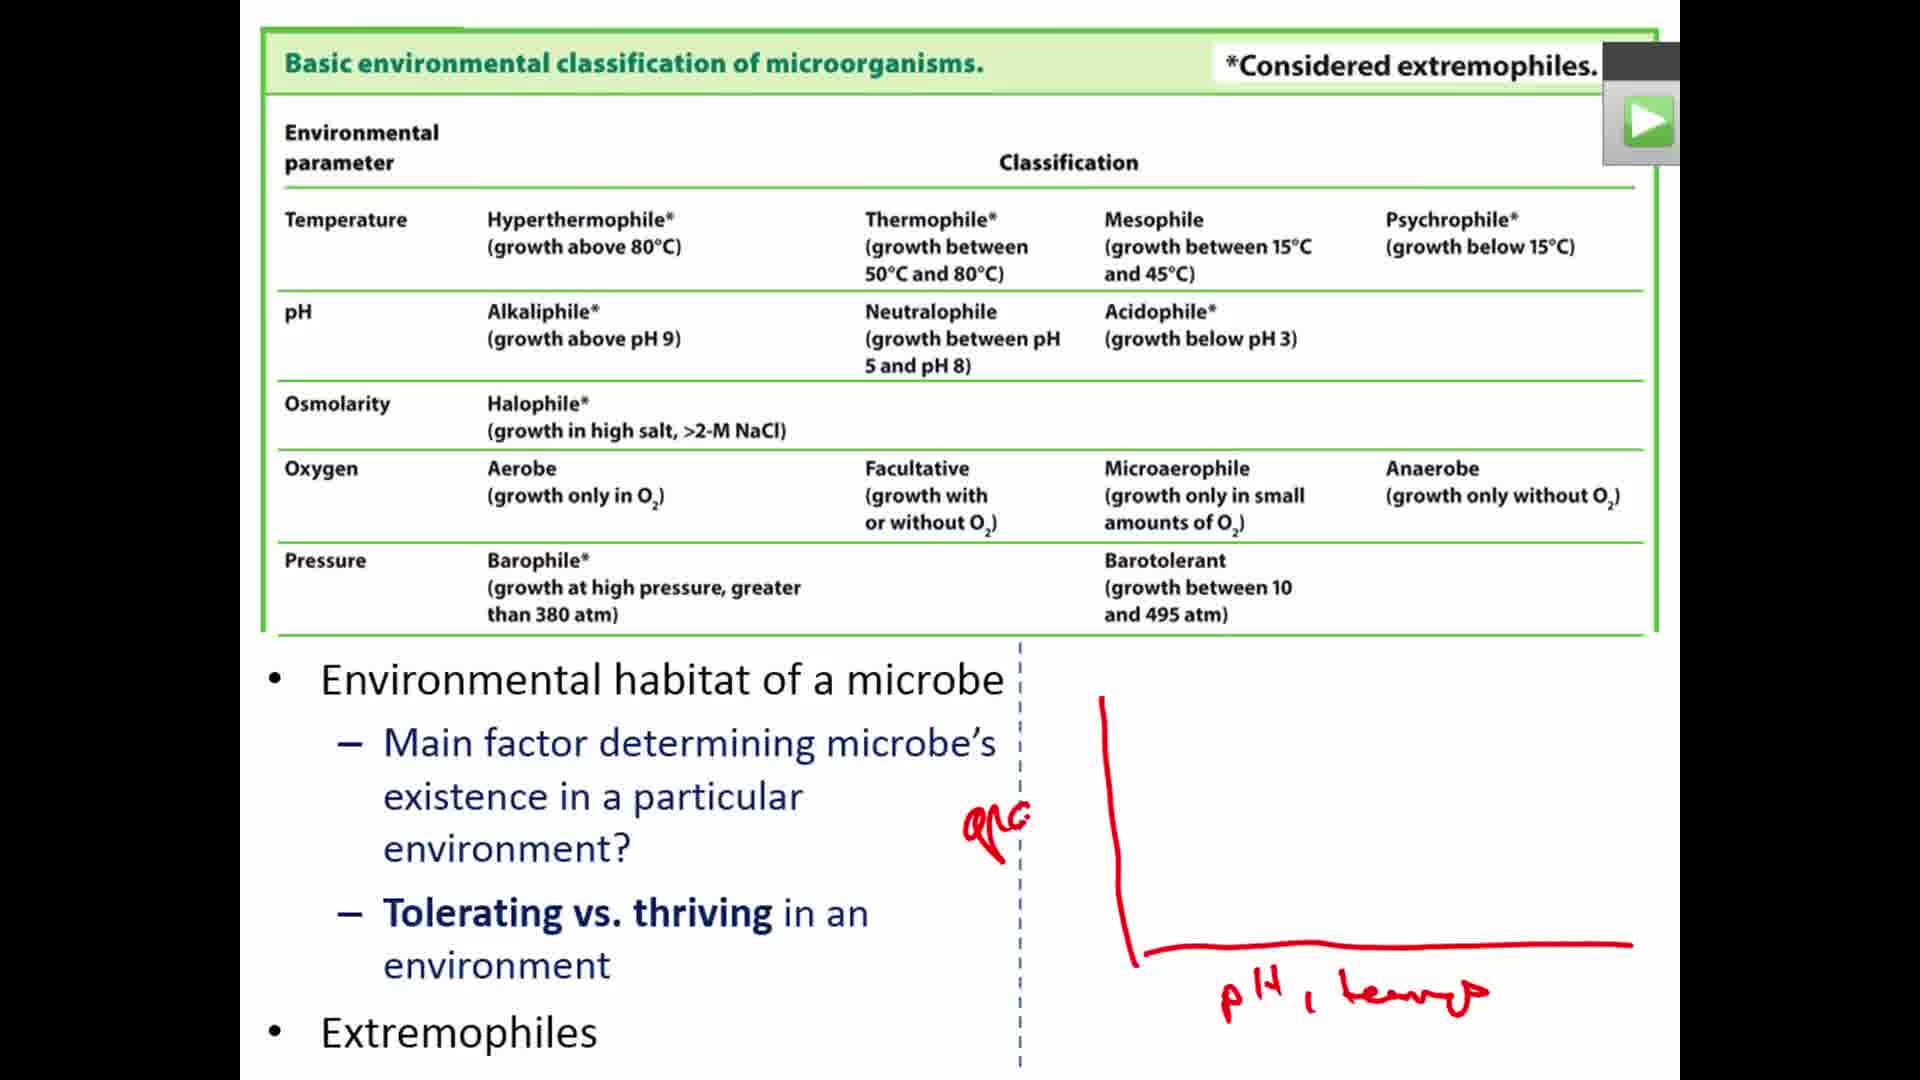 Basic environmental classification of microorganisms.
*Considered extremophiles.
Environmental
parameter
Classification
Temperature
Hyperthermophile*
(growth above 80°C)
Thermophile*
(growth between
50°C and 80°C)
Mesophile
(growth between 15°C
and 45°C)
Psychrophile*
(growth below 15°C)
pH
Alkaliphile*
(growth above pH 9)
Neutralophile
(growth between pH
5 and pH 8)
Acidophile*
(growth below pH 3)
Osmolarity
Halophile*
(growth in high salt, >2-M NaCl)
Oxygen
Aerobe
(growth only in O₂)
Facultative
(growth with
or without O₂)
Microaerophile
(growth only in small
amounts of O₂)
Anaerobe
(growth only without O₂)
Pressure
Barophile*
(growth at high pressure, greater
than 380 atm)
Barotolerant
(growth between 10
and 495 atm)
• Environmental habitat of a microbe
– Main factor determining microbe's
existence in a particular
environment?
– Tolerating vs. thriving in an
environment
• Extremophiles
pH, temp